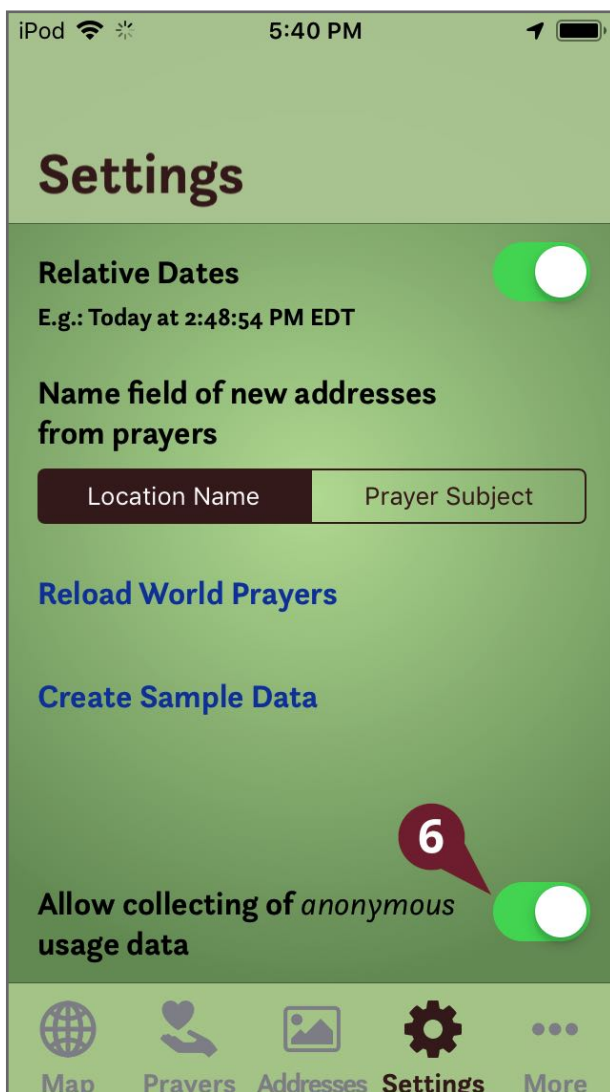 iPod 5:40 PM
Settings
Relative Dates
E.g.: Today at 2:48:54 PM EDT
Name field of new addresses
from prayers
Location Name Prayer Subject
Reload World Prayers
Create Sample Data
6
Allow collecting of anonymous
usage data
Map Prayers Addresses Settings More